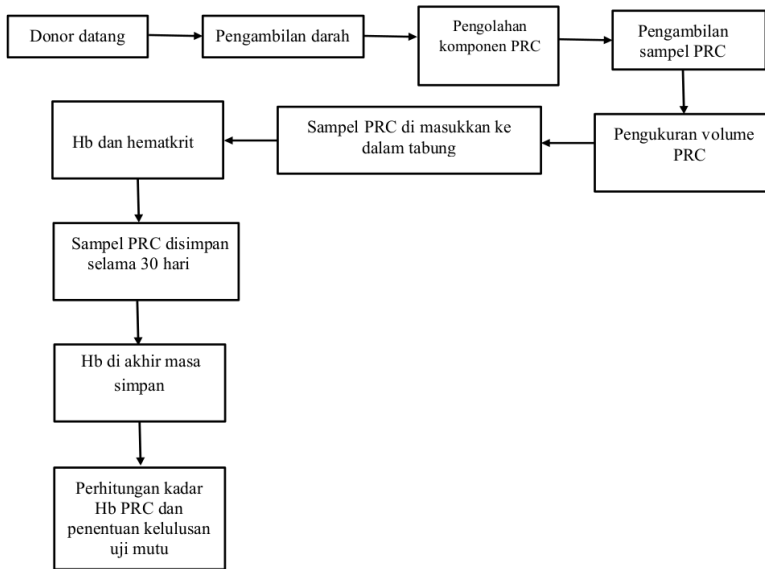 Donor datang
Pengambilan darah
Pengolahan
komponen PRC
Pengambilan
sampel PRC
Pengukuran volume
PRC
Sampel PRC di masukkan ke
dalam tabung
Hb dan hematkrit
Sampel PRC disimpan
selama 30 hari
Hb di akhir masa
simpan
Perhitungan kadar
Hb PRC dan
penentuan kelulusan
uji mutu